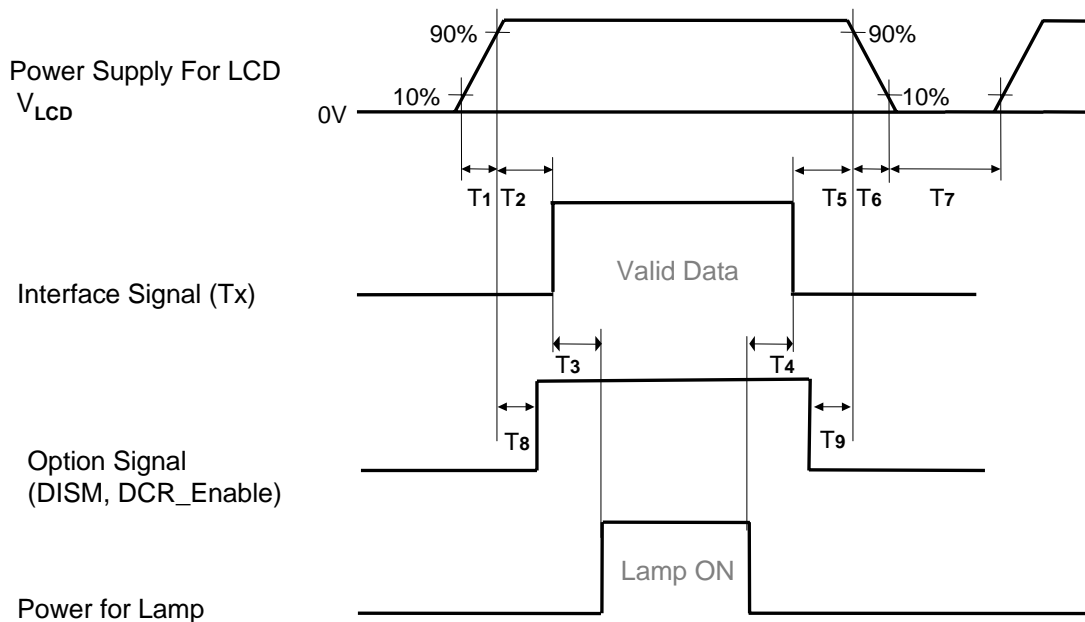 90%
90%
Power Supply For LCD
VLCD
10%
10%
0V
T1 T2
T5 T6 T7
Valid Data
Interface Signal (Tx)
T3
T4
T8
T9
Option Signal
(DISM, DCR_Enable)
Lamp ON
Power for Lamp